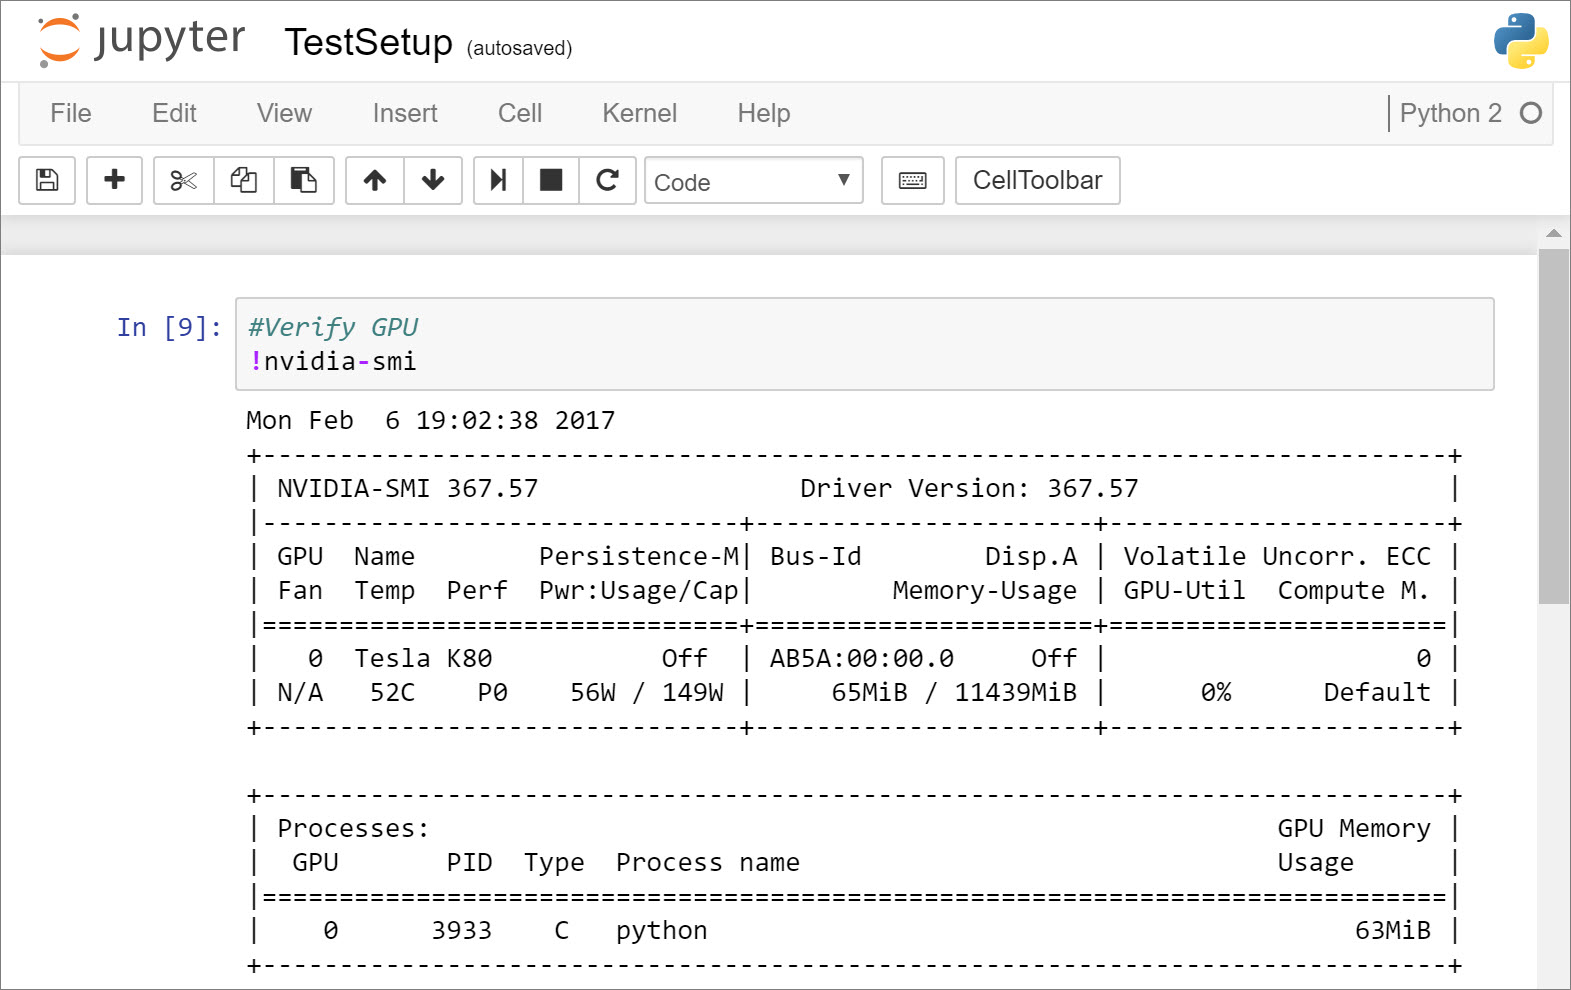 jupyter TestSetup (autosaved)
File Edit View Insert Cell Kernel Help Python 2
Code CellToolbar
In [9]: #Verify GPU
!nvidia-smi
Mon Feb  6 19:02:38 2017
+-----------------------------------------------------------------------------+
| NVIDIA-SMI 367.57                 Driver Version: 367.57                    |
|-------------------------------+----------------------+----------------------+
| GPU  Name        Persistence-M| Bus-Id        Disp.A | Volatile Uncorr. ECC |
| Fan  Temp  Perf  Pwr:Usage/Cap|         Memory-Usage | GPU-Util  Compute M. |
|===============================+======================+======================|
|   0  Tesla K80           Off  | AB5A:00:00.0     Off |                    0 |
| N/A   52C    P0    56W / 149W |     65MiB / 11439MiB |      0%      Default |
+-------------------------------+----------------------+----------------------+
+-----------------------------------------------------------------------------+
| Processes:                                                       GPU Memory |
|  GPU       PID  Type  Process name                               Usage      |
|=============================================================================|
|    0      3933    C   python                                          63MiB |
+-----------------------------------------------------------------------------+